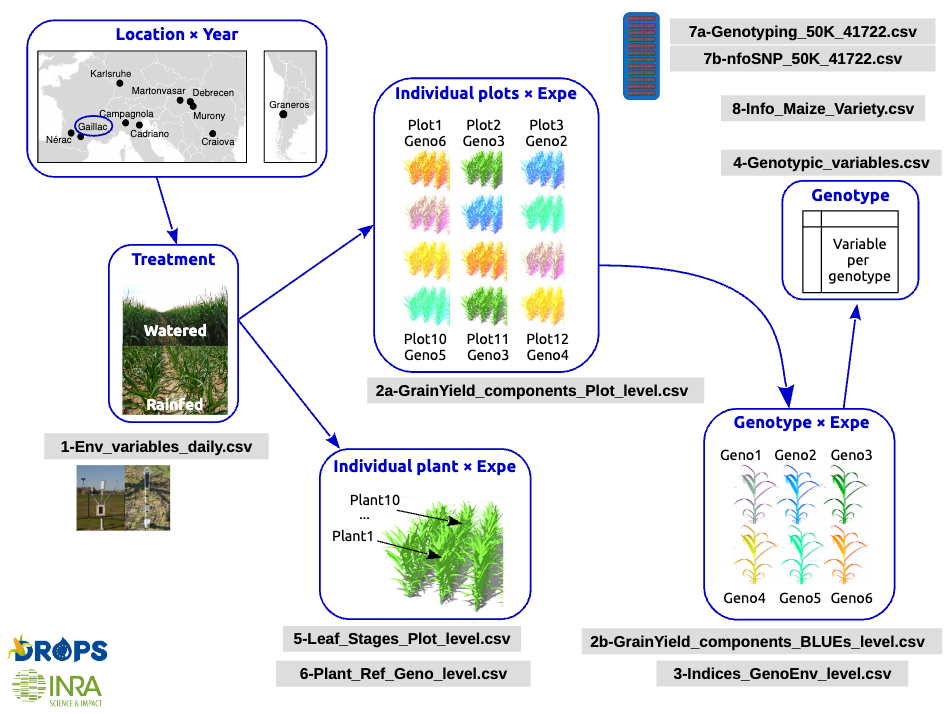 Location × Year
Karlsruhe
Martonvasar
Debrecen
Campagnola
Murony
Gaillac
Cadriano
Nérac
Craiova
Graneros
7a-Genotyping_50K_41722.csv
7b-nfoSNP_50K_41722.csv
8-Info_Maize_Variety.csv
4-Genotypic_variables.csv
Genotype
Variable
per
genotype
Individual plots × Expe
Plot1 Plot2 Plot3
Geno6 Geno3 Geno2
Plot10 Plot11 Plot12
Geno5 Geno3 Geno4
2a-GrainYield_components_Plot_level.csv
Treatment
Watered
Rainfed
1-Env_variables_daily.csv
Individual plant × Expe
Plant10
...
Plant1
5-Leaf_Stages_Plot_level.csv
6-Plant_Ref_Geno_level.csv
Genotype × Expe
Geno1 Geno2 Geno3
Geno4 Geno5 Geno6
2b-GrainYield_components_BLUEs_level.csv
3-Indices_GenoEnv_level.csv
DROPS
INRA
SCIENCE & IMPACT